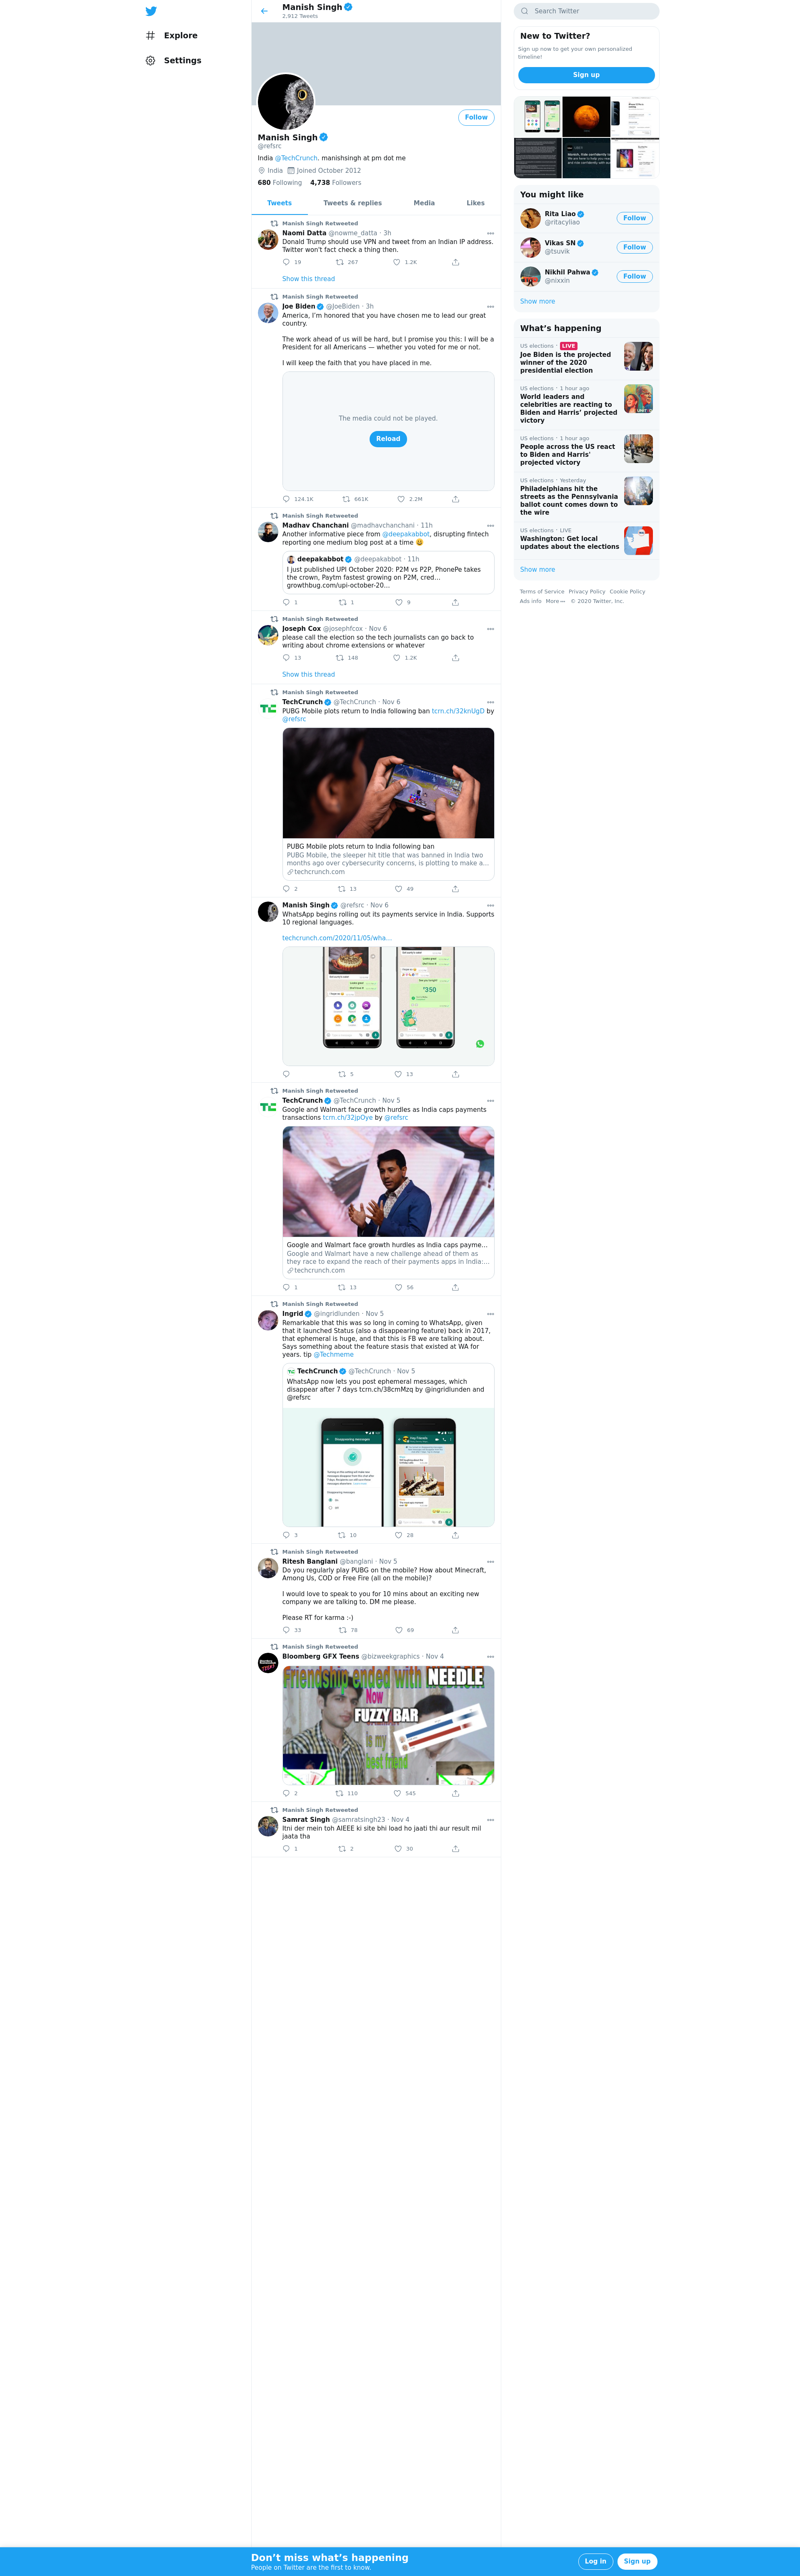 Explore
Settings
Manish Singh
2,912 Tweets
Follow
Manish Singh
@refsrc
India @TechCrunch. manishsingh at pm dot me
India Joined October 2012
680 Following 4,738 Followers
Tweets Tweets & replies Media Likes
Manish Singh Retweeted
Naomi Datta @nowme_datta · 3h
Donald Trump should use VPN and tweet from an Indian IP address.
Twitter won't fact check a thing then.
19 267 1.2K
Show this thread
Manish Singh Retweeted
Joe Biden @JoeBiden · 3h
America, I'm honored that you have chosen me to lead our great
country.
The work ahead of us will be hard, but I promise you this: I will be a
President for all Americans — whether you voted for me or not.
I will keep the faith that you have placed in me.
The media could not be played.
Reload
124.1K 661K 2.2M
Manish Singh Retweeted
Madhav Chanchani @madhavchanchani · 11h
Another informative piece from @deepakabbot, disrupting fintech
reporting one medium blog post at a time 😀
deepakabbot @deepakabbot · 11h
I just published UPI October 2020: P2M vs P2P, PhonePe takes
the crown, Paytm fastest growing on P2M, cred…
growthbug.com/upi-october-20…
1 1 9
Manish Singh Retweeted
Joseph Cox @josephfcox · Nov 6
please call the election so the tech journalists can go back to
writing about chrome extensions or whatever
13 148 1.2K
Show this thread
Manish Singh Retweeted
TechCrunch @TechCrunch · Nov 6
PUBG Mobile plots return to India following ban tcrn.ch/32knUgD by
@refsrc
PUBG Mobile plots return to India following ban
PUBG Mobile, the sleeper hit title that was banned in India two
months ago over cybersecurity concerns, is plotting to make a…
techcrunch.com
2 13 49
Manish Singh @refsrc · Nov 6
WhatsApp begins rolling out its payments service in India. Supports
10 regional languages.
techcrunch.com/2020/11/05/wha…
₹350
5 13
Manish Singh Retweeted
TechCrunch @TechCrunch · Nov 5
Google and Walmart face growth hurdles as India caps payments
transactions tcrn.ch/32jpOye by @refsrc
Google and Walmart face growth hurdles as India caps payme…
Google and Walmart have a new challenge ahead of them as
they race to expand the reach of their payments apps in India:…
techcrunch.com
1 13 56
Manish Singh Retweeted
Ingrid @ingridlunden · Nov 5
Remarkable that this was so long in coming to WhatsApp, given
that it launched Status (also a disappearing feature) back in 2017,
that ephemeral is huge, and that this is FB we are talking about.
Says something about the feature stasis that existed at WA for
years. tip @Techmeme
TechCrunch @TechCrunch · Nov 5
WhatsApp now lets you post ephemeral messages, which
disappear after 7 days tcrn.ch/38cmMzq by @ingridlunden and
@refsrc
Disappearing messages
3 10 28
Manish Singh Retweeted
Ritesh Banglani @banglani · Nov 5
Do you regularly play PUBG on the mobile? How about Minecraft,
Among Us, COD or Free Fire (all on the mobile)?
I would love to speak to you for 10 mins about an exciting new
company we are talking to. DM me please.
Please RT for karma :-)
33 78 69
Manish Singh Retweeted
Bloomberg GFX Teens @bizweekgraphics · Nov 4
Friendship ended with NEEDLE
Now
FUZZY BAR
is my
best friend
2 110 545
Manish Singh Retweeted
Samrat Singh @samratsingh23 · Nov 4
Itni der mein toh AIEEE ki site bhi load ho jaati thi aur result mil
jaata tha
1 2 30
Search Twitter
New to Twitter?
Sign up now to get your own personalized
timeline!
Sign up
You might like
Rita Liao
@ritacyliao
Follow
Vikas SN
@tsuvik
Follow
Nikhil Pahwa
@nixxin
Follow
Show more
What's happening
US elections · LIVE
Joe Biden is the projected
winner of the 2020
presidential election
US elections · 1 hour ago
World leaders and
celebrities are reacting to
Biden and Harris' projected
victory
US elections · 1 hour ago
People across the US react
to Biden and Harris'
projected victory
US elections · Yesterday
Philadelphians hit the
streets as the Pennsylvania
ballot count comes down to
the wire
US elections · LIVE
Washington: Get local
updates about the elections
Show more
Terms of Service Privacy Policy Cookie Policy
Ads info More © 2020 Twitter, Inc.
Don't miss what's happening
People on Twitter are the first to know.
Log in Sign up